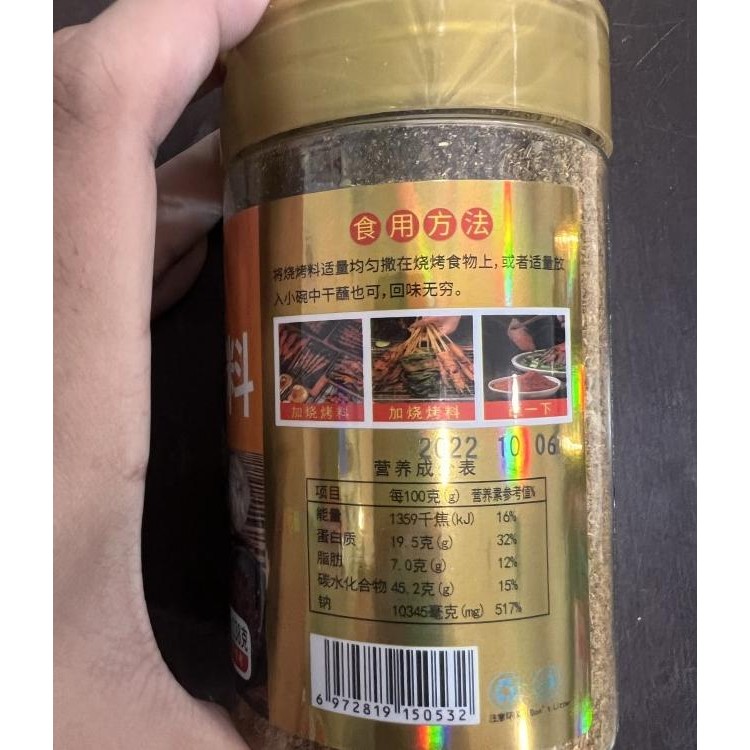 食用方法
将烧烤料适量均匀撒在烧烤食物上,或者适量放
入小碗中干蘸也可,回味无穷。
料
加烧烤料 加烧烤料 一下
2022 10 06
营养成分表
项目 每100克(g) 营养素参考值%
能量 1359千焦(kJ) 16%
蛋白质 19.5克(g) 32%
脂肪 7.0克(g) 12%
碳水化合物 45.2克(g) 15%
钠 10345毫克(mg) 517%
6 972819 150532